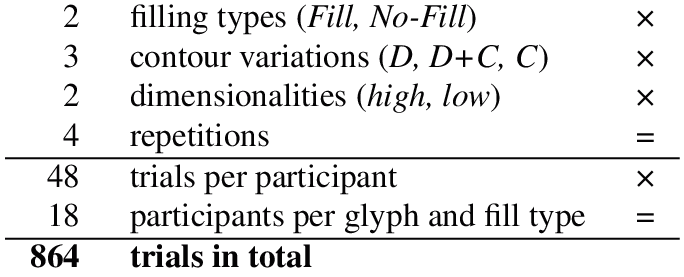 2 filling types (Fill, No-Fill) ×
3 contour variations (D, D+C, C) ×
2 dimensionalities (high, low) ×
4 repetitions =
48 trials per participant ×
18 participants per glyph and fill type =
864 trials in total